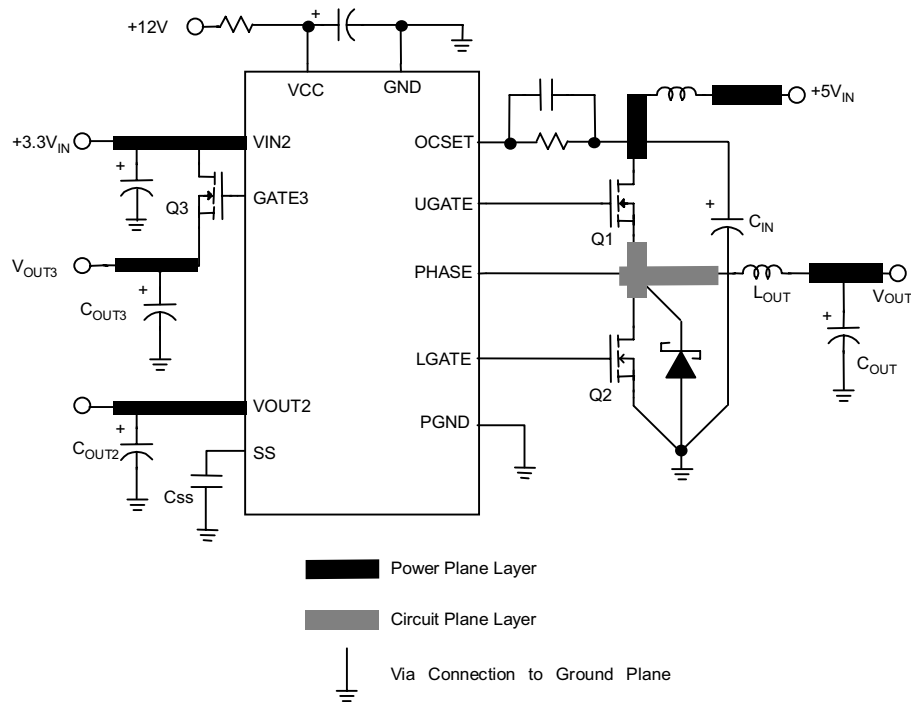 +12V
+
VCC
GND
+5VIN
+3.3VIN
VIN2
OCSET
+
Q3
GATE3
UGATE
Q1
+
CIN
VOUT3
PHASE
LOUT
VOUT
+
COUT3
+
COUT
LGATE
Q2
VOUT2
+
COUT2
PGND
SS
Css
Power Plane Layer
Circuit Plane Layer
Via Connection to Ground Plane